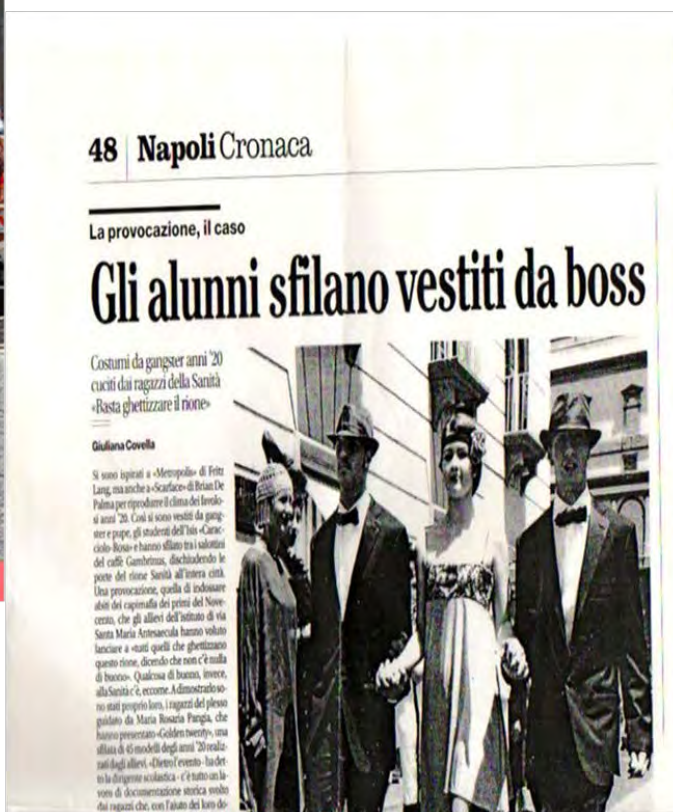 48 Napoli Cronaca
La provocazione, il caso
Gli alunni sfilano vestiti da boss
Costumi da gangster anni '20
cuciti dai ragazzi della Sanità
«Basta ghettizzare il rione»
Giuliana Covella
Si sono ispirati a «Metropolis» di Fritz
Lang, ma anche a «Scarface» di Brian De
Palma per riprodurre il clima dei favolo-
si anni '20. Così si sono vestiti da gang-
ster e pupe, gli studenti dell'Isis «Carac-
ciolo-Rosa» e hanno sfilato tra i salottini
del caffè Gambrinus, dischiudendo le
porte del rione Sanità all'intera città.
Una provocazione, quella di indossare
abiti dei capimafia dei primi del Nove-
cento, che gli allievi dell'istituto di via
Santa Maria Antesaecula hanno voluto
lanciare a «tutti quelli che ghettizzano
questo rione, dicendo che non c'è nulla
di buono». Qualcosa di buono, invece,
alla Sanità c'è, eccome. A dimostrarlo so-
no stati proprio loro, i ragazzi del plesso
guidato da Maria Rosaria Pangia, che
hanno presentato «Golden twenty», una
sfilata di 45 modelli degli anni '20 realiz-
zati dagli allievi. «Dietro l'evento - ha det-
to la dirigente scolastica - c'è tutto un la-
voro di documentazione storica svolto
dai ragazzi che, con l'aiuto dei loro do-